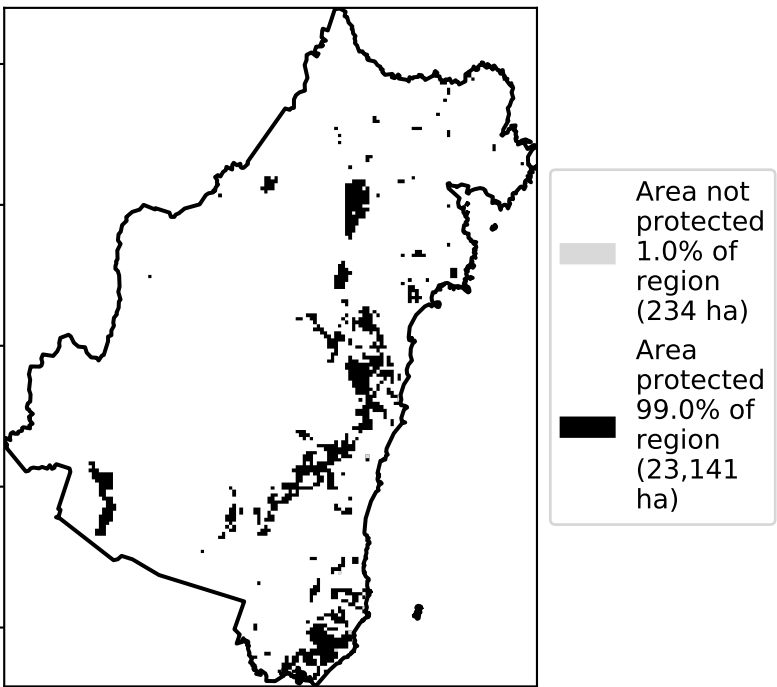 Area not
protected
1.0% of
region
(234 ha)
Area
protected
99.0% of
region
(23,141
ha)